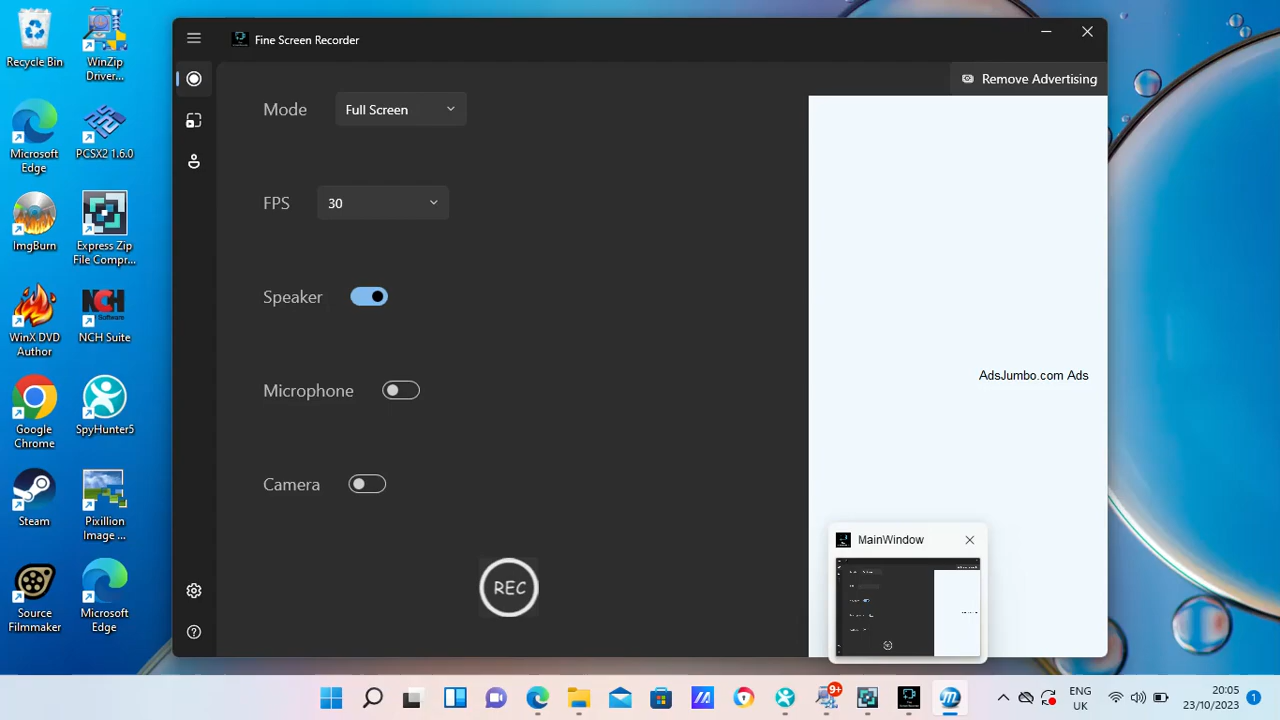 Recycle Bin
WinZip
Driver...
Microsoft
Edge
PCSX2 1.6.0
ImgBurn
Express Zip
File Compr...
WinX DVD
Author
NCH
Software
NCH Suite
Google
Chrome
SpyHunter5
Steam
Pixillion
Image ...
Source
Filmmaker
Microsoft
Edge
Fine Screen Recorder
Remove Advertising
Mode
Full Screen
FPS
30
Speaker
Microphone
Camera
REC
AdsJumbo.com Ads
MainWindow
9+
ENG
UK
20:05
23/10/2023
1